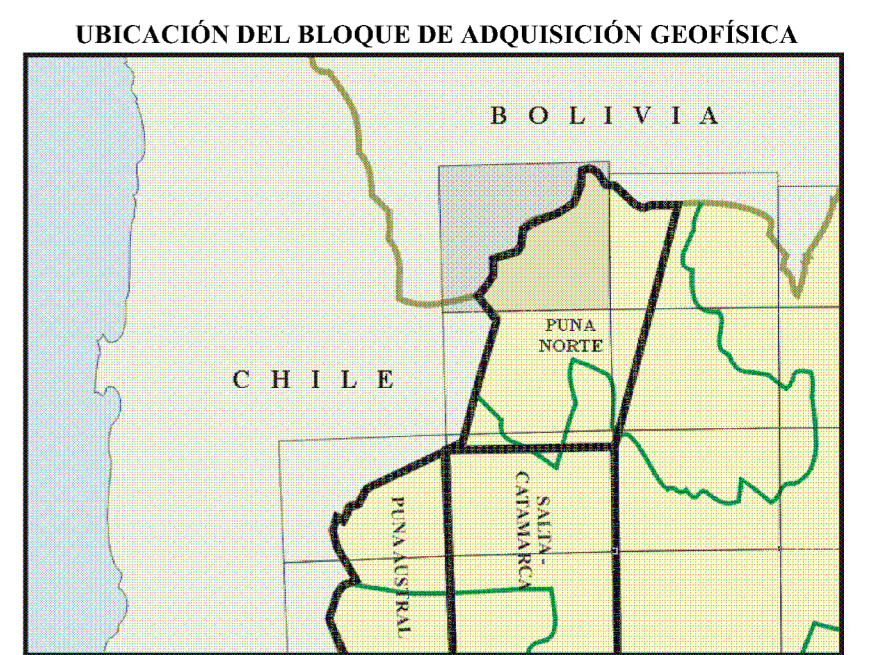 UBICACIÓN DEL BLOQUE DE ADQUISICIÓN GEOFÍSICA
BOLIVIA
PUNA
NORTE
CHILE
PUNA AUSTRAL
SALTA -
CATAMARCA